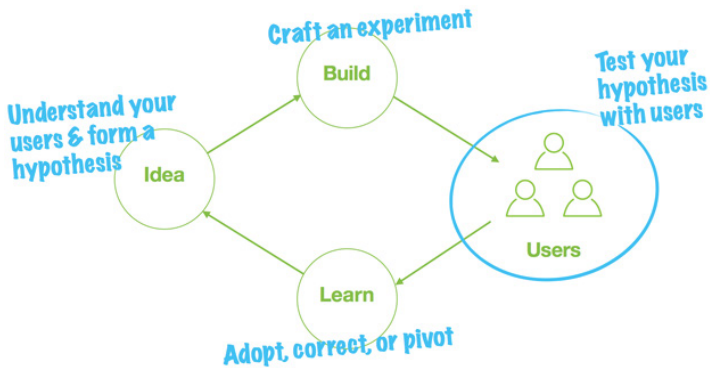 Craft an experiment
Build
Test your
hypothesis
with users
Understand your
users & form a
hypothesis
Idea
Users
Learn
Adopt, correct, or pivot